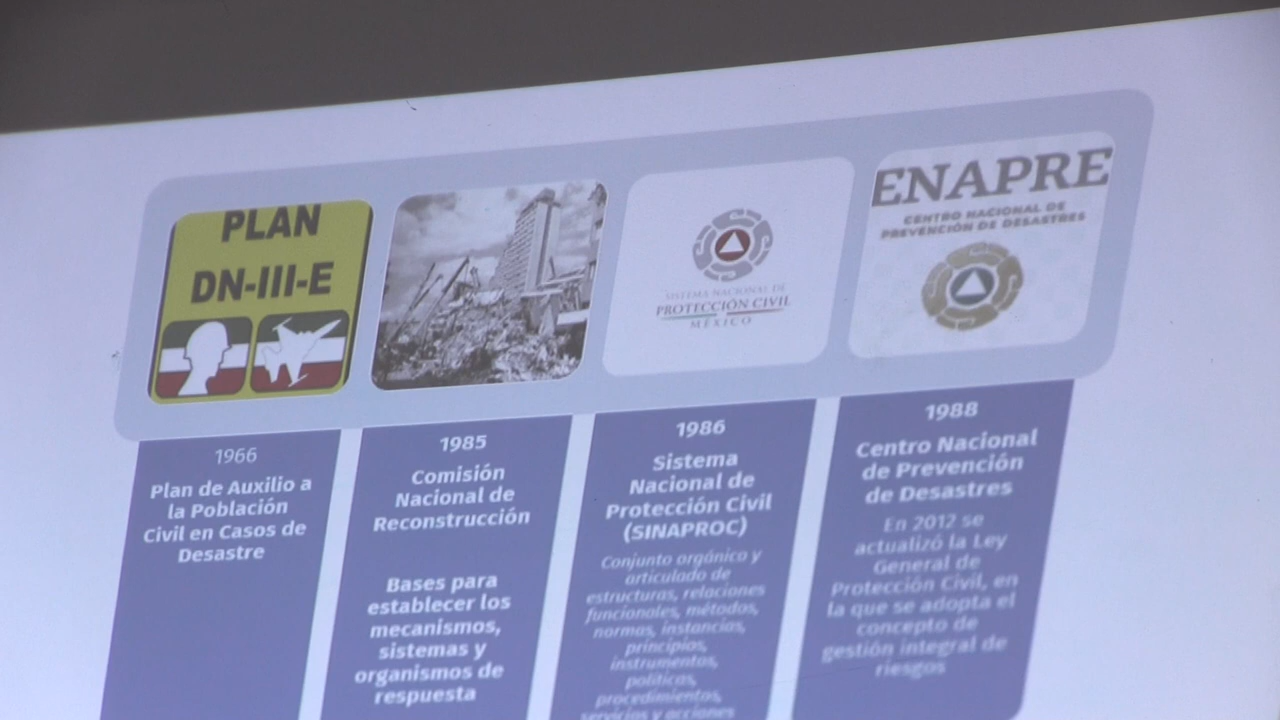 PLAN
DN-III-E
SISTEMA NACIONAL DE
PROTECCIÓN CIVIL
MÉXICO
ENAPRE
CENTRO NACIONAL DE
PREVENCIÓN DE DESASTRES
1966
Plan de Auxilio a
la Población
Civil en Casos de
Desastre
1985
Comisión
Nacional de
Reconstrucción
Bases para
establecer los
mecanismos,
sistemas y
organismos de
respuesta
1986
Sistema
Nacional de
Protección Civil
(SINAPROC)
Conjunto orgánico y
articulado de
estructuras, relaciones
funcionales, métodos,
normas, instancias,
principios,
instrumentos,
políticas,
procedimientos,
servicios y acciones
1988
Centro Nacional
de Prevención
de Desastres
En 2012 se
actualizó la Ley
General de
Protección Civil, en
la que se adopta el
concepto de
gestión integral de
riesgos